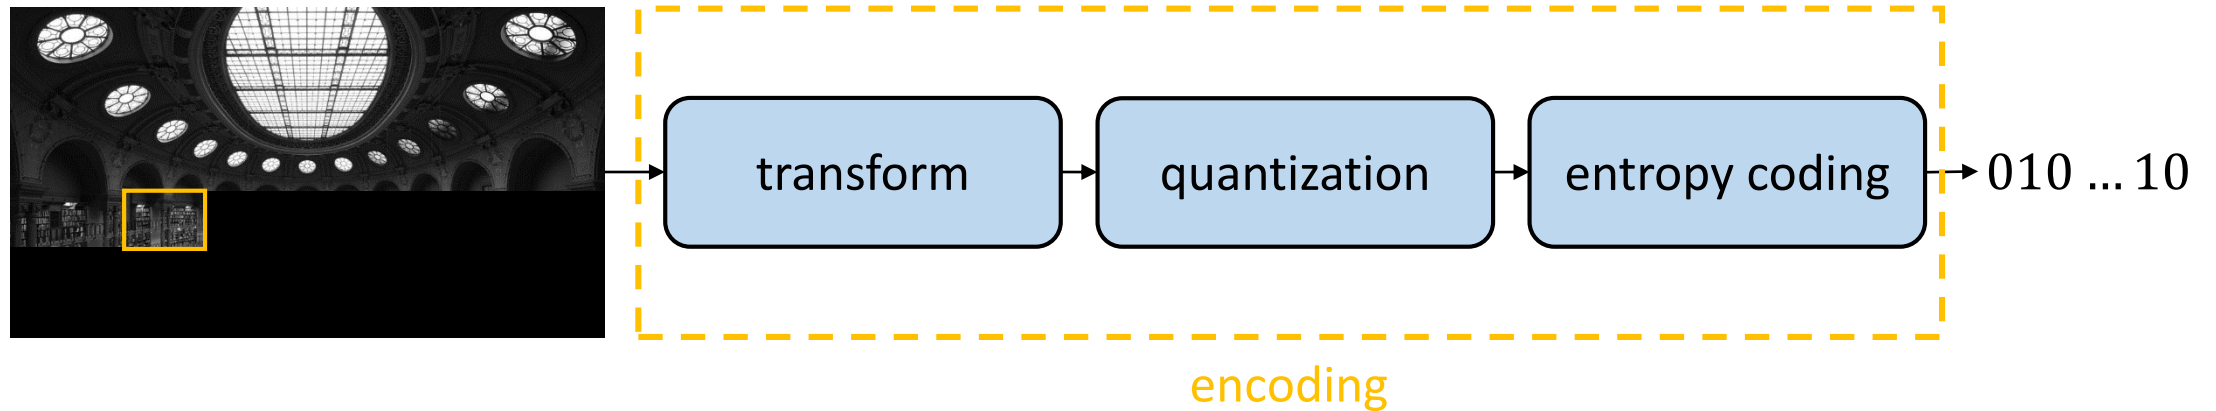 transform
quantization
entropy coding
010 … 10
encoding